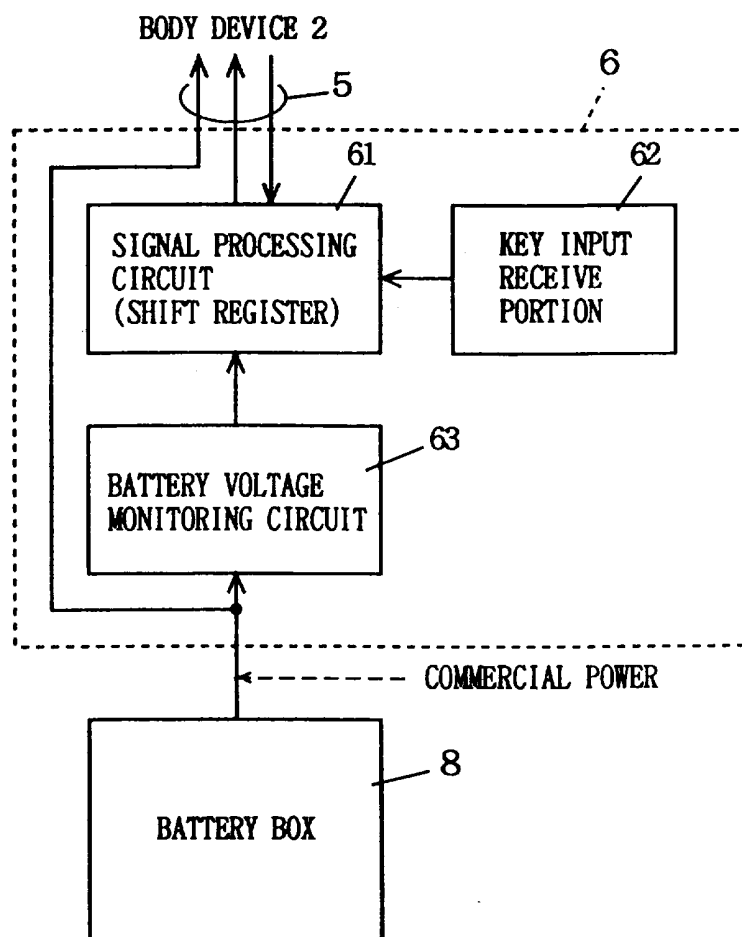 BODY DEVICE 2
5
6
61
62
SIGNAL PROCESSING
CIRCUIT
(SHIFT REGISTER)
KEY INPUT
RECEIVE
PORTION
63
BATTERY VOLTAGE
MONITORING CIRCUIT
COMMERCIAL POWER
8
BATTERY BOX